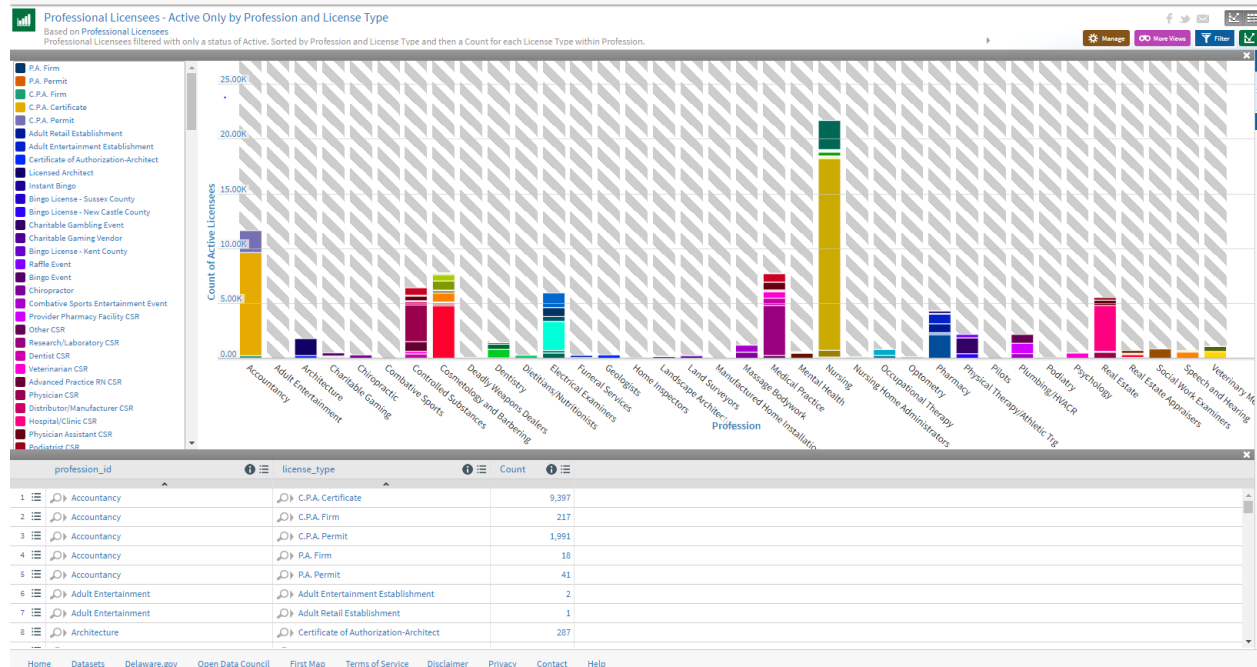 Professional Licensees - Active Only by Profession and License Type
Based on Professional Licensees
Professional Licensees filtered with only a status of Active. Sorted by Profession and License Type and then a Count for each License Type within Profession.
Manage
More Views
Filter
P.A. Firm
P.A. Permit
C.P.A. Firm
C.P.A. Certificate
C.P.A. Permit
Adult Retail Establishment
Adult Entertainment Establishment
Certificate of Authorization-Architect
Licensed Architect
Instant Bingo
Bingo License - Sussex County
Bingo License - New Castle County
Charitable Gambling Event
Charitable Gaming Vendor
Bingo License - Kent County
Raffle Event
Bingo Event
Chiropractor
Combative Sports Entertainment Event
Provider Pharmacy Facility CSR
Other CSR
Research/Laboratory CSR
Dentist CSR
Veterinarian CSR
Advanced Practice RN CSR
Physician CSR
Distributor/Manufacturer CSR
Hospital/Clinic CSR
Physician Assistant CSR
Podiatrist CSR
Count of Active Licensees
25.00K
20.00K
15.00K
10.00K
5.00K
0.00
Accountancy
Adult Entertainment
Architecture
Charitable Gaming
Chiropractic
Combative Sports
Controlled Substances
Cosmetology and Barbering
Deadly Weapons Dealers
Dentistry
Dietitians/Nutritionists
Electrical Examiners
Funeral Services
Geologists
Home Inspectors
Landscape Architec
Land Surveyors
Manufactured Home Installatio
Massage Bodywork
Medical Practice
Mental Health
Nursing
Nursing Home Administrators
Occupational Therapy
Optometry
Pharmacy
Physical Therapy/Athletic Trg
Pilots
Plumbing/HVACR
Podiatry
Psychology
Real Estate
Real Estate Appraisers
Social Work Examiners
Speech and Hearing
Veterinary Me
Profession
profession_id license_type Count
1 Accountancy C.P.A. Certificate 9,397
2 Accountancy C.P.A. Firm 217
3 Accountancy C.P.A. Permit 1,991
4 Accountancy P.A. Firm 18
5 Accountancy P.A. Permit 41
6 Adult Entertainment Adult Entertainment Establishment 2
7 Adult Entertainment Adult Retail Establishment 1
8 Architecture Certificate of Authorization-Architect 287
Home Datasets Delaware.gov Open Data Council First Map Terms of Service Disclaimer Privacy Contact Help